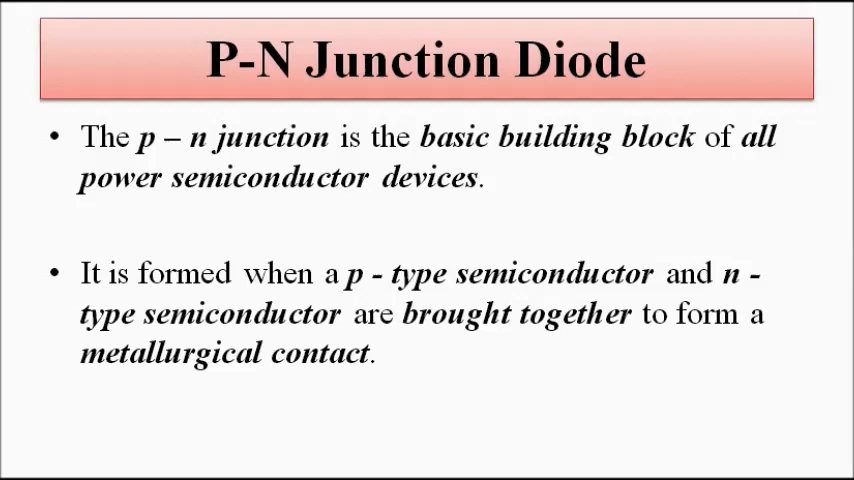 P-N Junction Diode
• The p – n junction is the basic building block of all
power semiconductor devices.
• It is formed when a p - type semiconductor and n -
type semiconductor are brought together to form a
metallurgical contact.